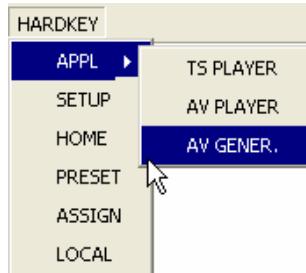 HARDKEY
APPL
SETUP
HOME
PRESET
ASSIGN
LOCAL
TS PLAYER
AV PLAYER
AV GENER.